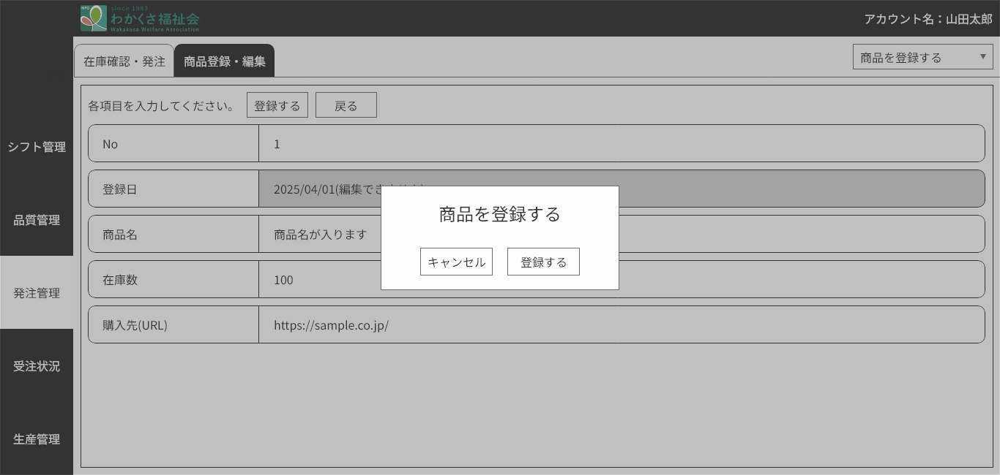 NPO
since 1983
わかくさ福祉会
Wakakusa Welfare Association
アカウント名：山田太郎
在庫確認・発注
商品登録・編集
商品を登録する
シフト管理
品質管理
発注管理
受注状況
生産管理
各項目を入力してください。
登録する
戻る
No
1
登録日
2025/04/01(編集でき
商品名
商品名が入ります
在庫数
100
購入先(URL)
https://sample.co.jp/
商品を登録する
キャンセル
登録する